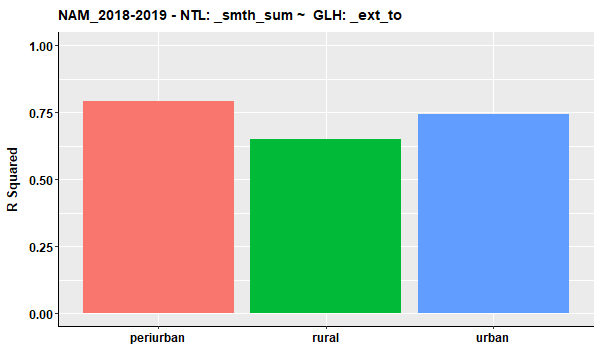 NAM_2018-2019 - NTL: _smth_sum ~  GLH: _ext_to
1.00
0.75
0.50
0.25
0.00
R Squared
periurban rural urban